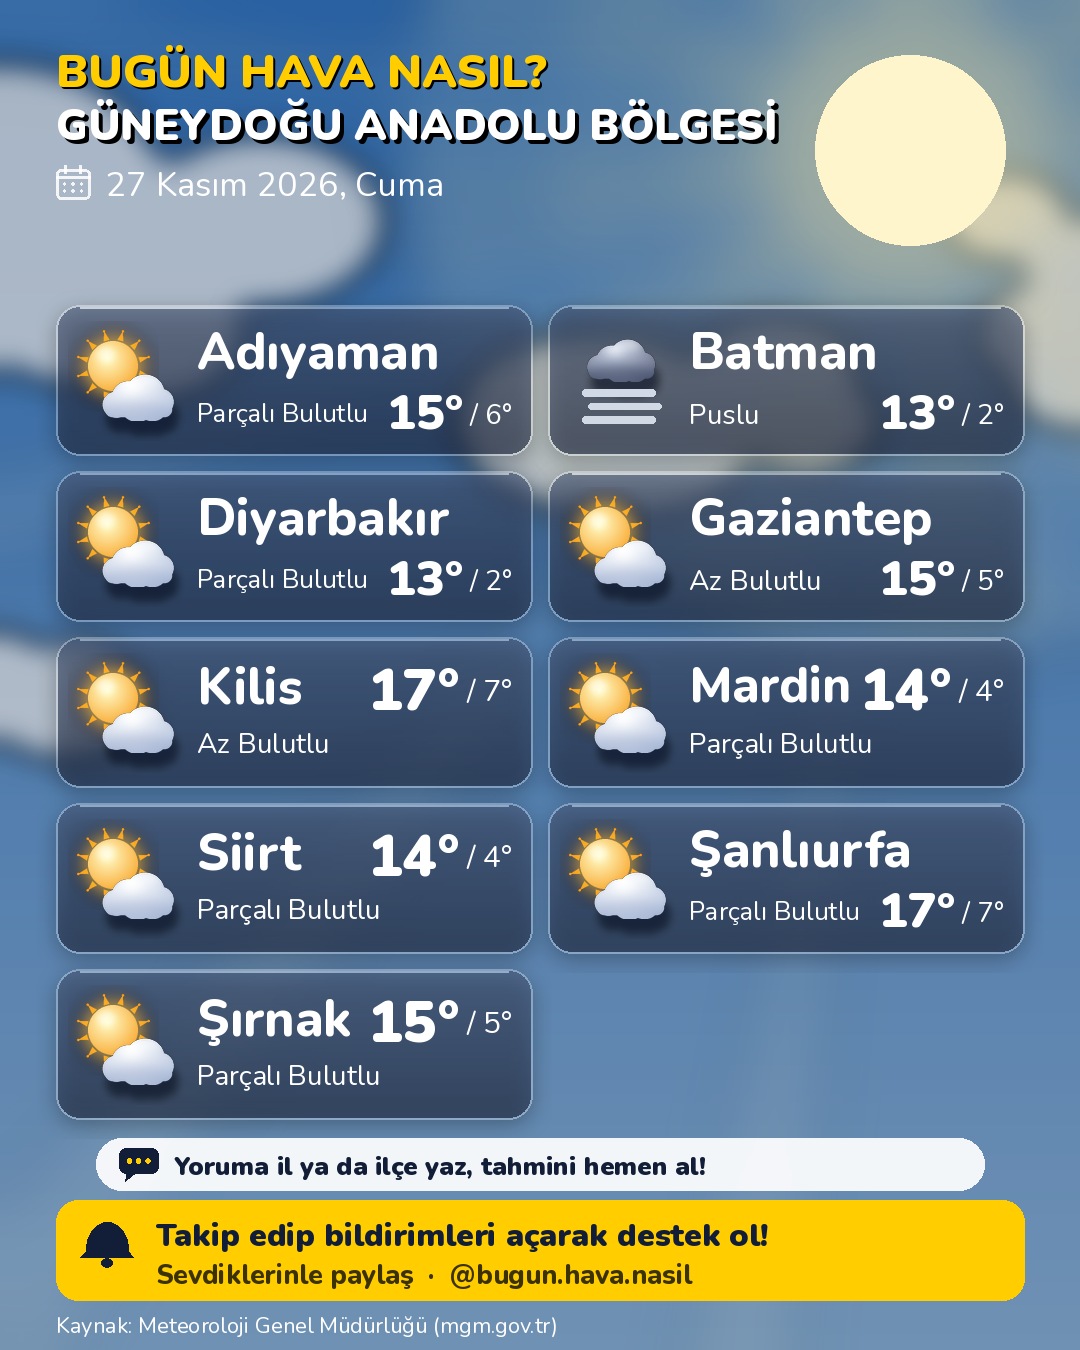 BUGÜN HAVA NASIL?
GÜNEYDOĞU ANADOLU BÖLGESİ
27 Kasım 2026, Cuma
Adıyaman
Parçalı Bulutlu 15° / 6°
Batman
Puslu 13° / 2°
Diyarbakır
Parçalı Bulutlu 13° / 2°
Gaziantep
Az Bulutlu 15° / 5°
Kilis 17° / 7°
Az Bulutlu
Mardin 14° / 4°
Parçalı Bulutlu
Siirt 14° / 4°
Parçalı Bulutlu
Şanlıurfa
Parçalı Bulutlu 17° / 7°
Şırnak 15° / 5°
Parçalı Bulutlu
Yoruma il ya da ilçe yaz, tahmini hemen al!
Takip edip bildirimleri açarak destek ol!
Sevdiklerinle paylaş · @bugun.hava.nasil
Kaynak: Meteoroloji Genel Müdürlüğü (mgm.gov.tr)